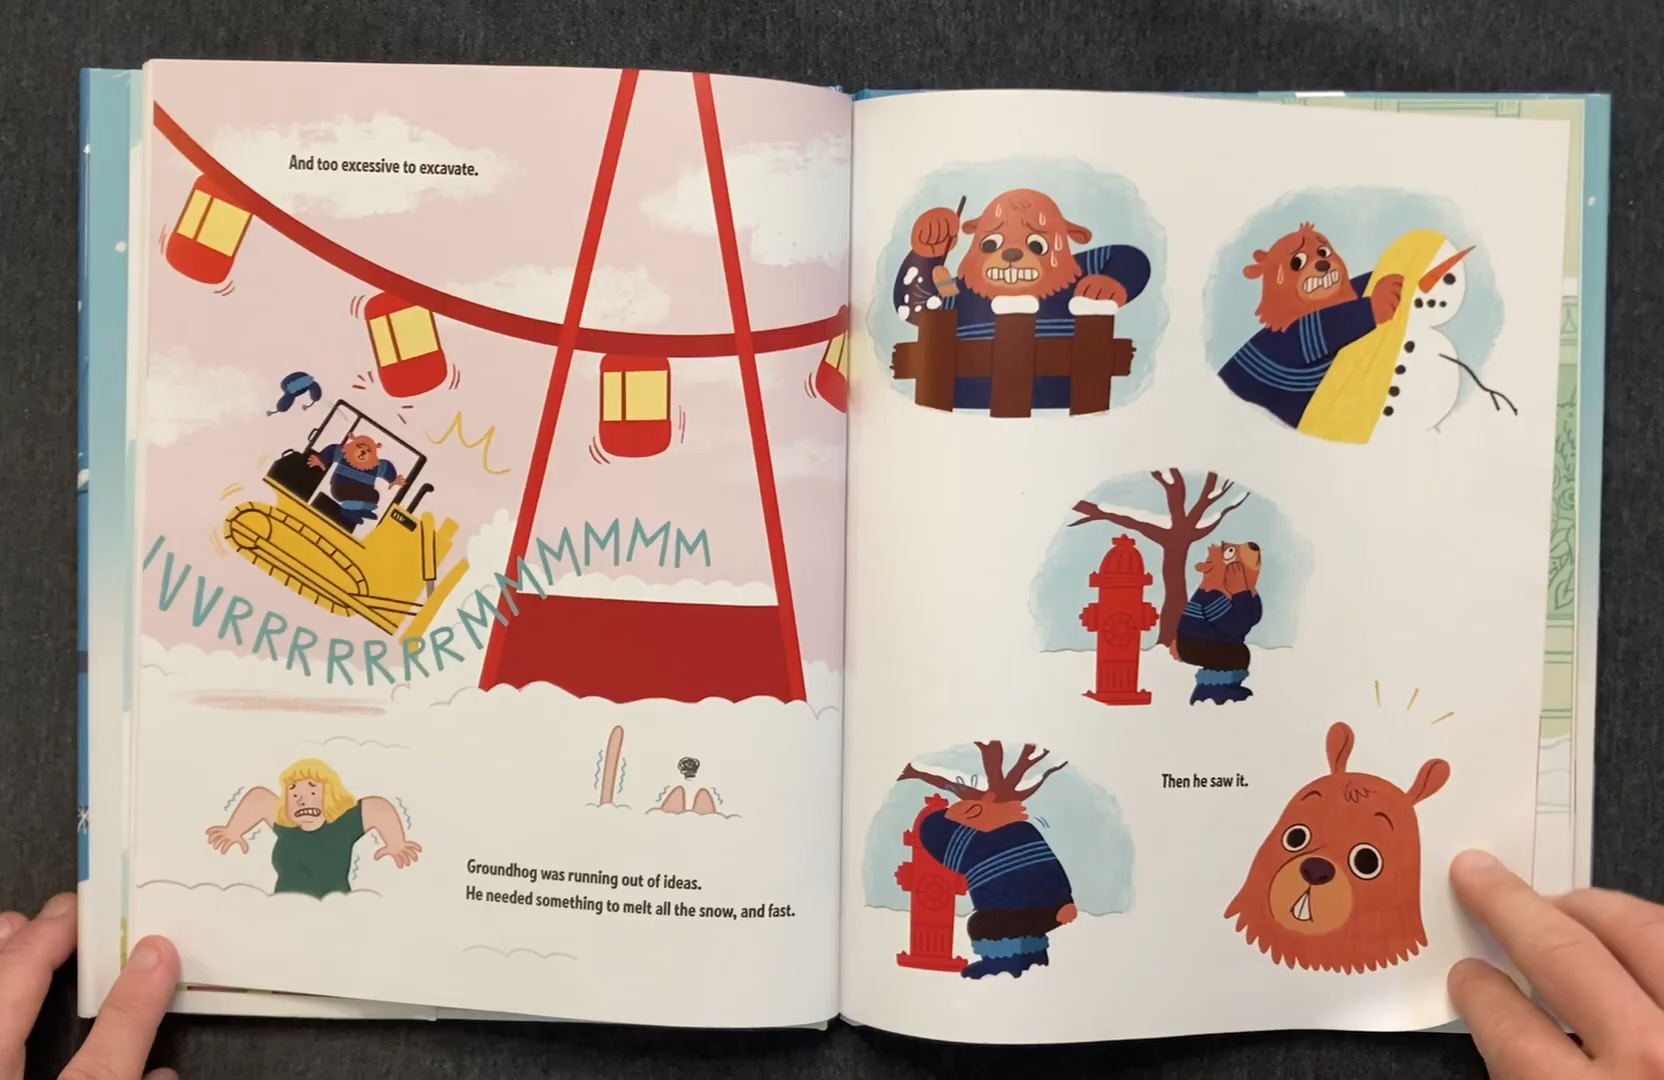 And too excessive to excavate.
VVVRRRRRRRRMMMMMMM
Groundhog was running out of ideas.
He needed something to melt all the snow, and fast.
Then he saw it.